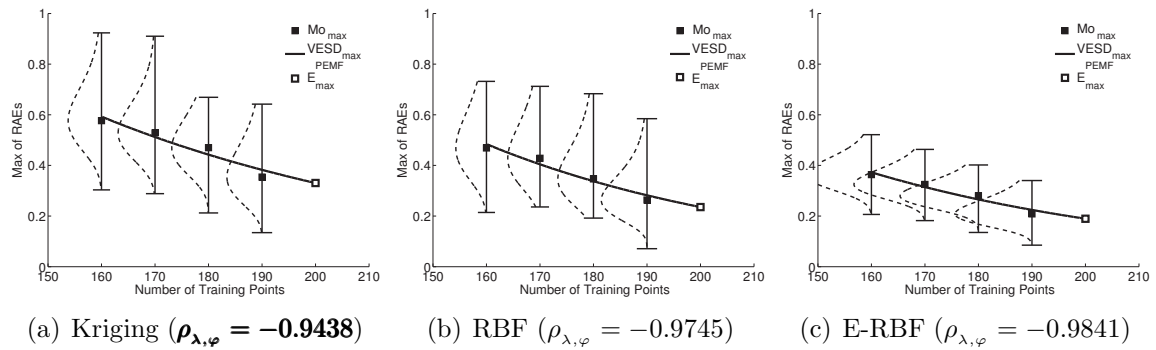 1
0.8
0.6
0.4
0.2
0
Max of RAEs
150 160 170 180 190 200 210
Number of Training Points
Mo_max
VESD_max
E_max^PEMF
(a) Kriging (ρ_λ,φ = −0.9438)
1
0.8
0.6
0.4
0.2
0
Max of RAEs
150 160 170 180 190 200 210
Number of Training Points
Mo_max
VESD_max
E_max^PEMF
(b) RBF (ρ_λ,φ = −0.9745)
1
0.8
0.6
0.4
0.2
0
Max of RAEs
150 160 170 180 190 200 210
Number of Training Points
Mo_max
VESD_max
E_max^PEMF
(c) E-RBF (ρ_λ,φ = −0.9841)